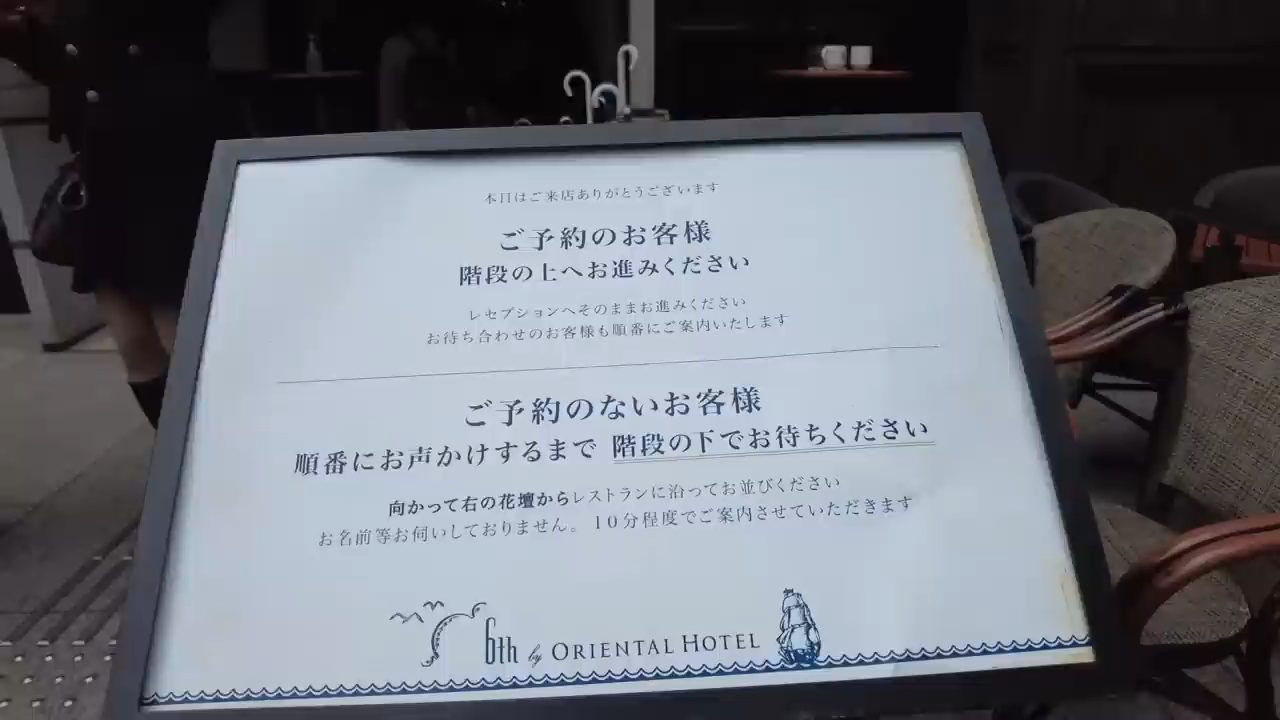 本日はご来店ありがとうございます
ご予約のお客様
階段の上へお進みください
レセプションへそのままお進みください
お待ち合わせのお客様も順番にご案内いたします
ご予約のないお客様
順番にお声かけするまで 階段の下でお待ちください
向かって右の花壇からレストランに沿ってお並びください
お名前等お伺いしておりません。10分程度でご案内させていただきます
6th by ORIENTAL HOTEL